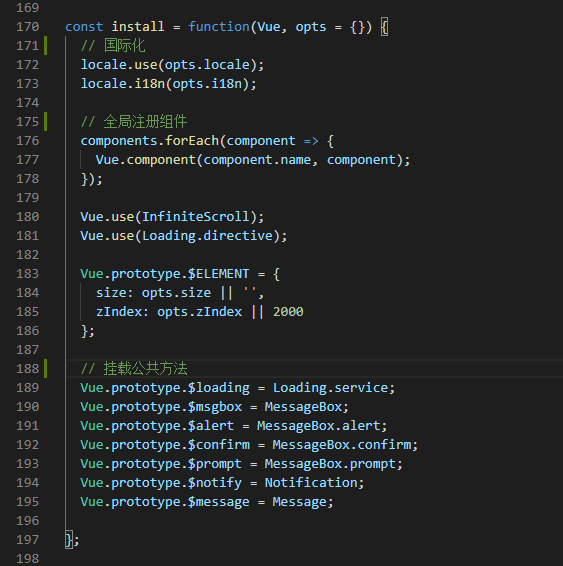 169
170 const install = function(Vue, opts = {}) {
171 // 国际化
172 locale.use(opts.locale);
173 locale.i18n(opts.i18n);
174
175 // 全局注册组件
176 components.forEach(component => {
177 Vue.component(component.name, component);
178 });
179
180 Vue.use(InfiniteScroll);
181 Vue.use(Loading.directive);
182
183 Vue.prototype.$ELEMENT = {
184 size: opts.size || '',
185 zIndex: opts.zIndex || 2000
186 };
187
188 // 挂载公共方法
189 Vue.prototype.$loading = Loading.service;
190 Vue.prototype.$msgbox = MessageBox;
191 Vue.prototype.$alert = MessageBox.alert;
192 Vue.prototype.$confirm = MessageBox.confirm;
193 Vue.prototype.$prompt = MessageBox.prompt;
194 Vue.prototype.$notify = Notification;
195 Vue.prototype.$message = Message;
196
197 };
198